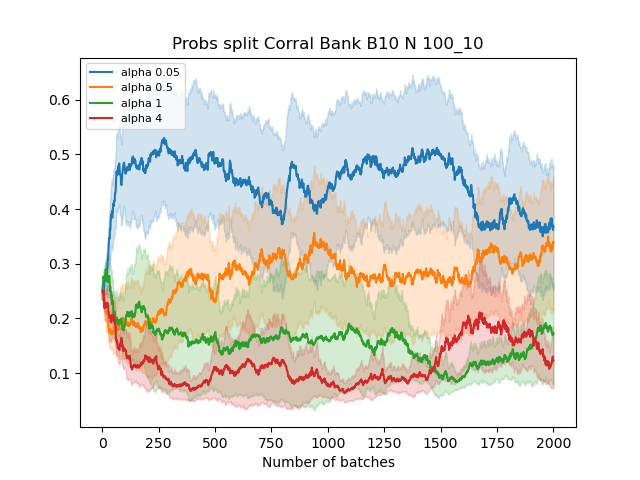 Probs split Corral Bank B10 N 100_10
alpha 0.05
alpha 0.5
alpha 1
alpha 4
0.6
0.5
0.4
0.3
0.2
0.1
0 250 500 750 1000 1250 1500 1750 2000
Number of batches